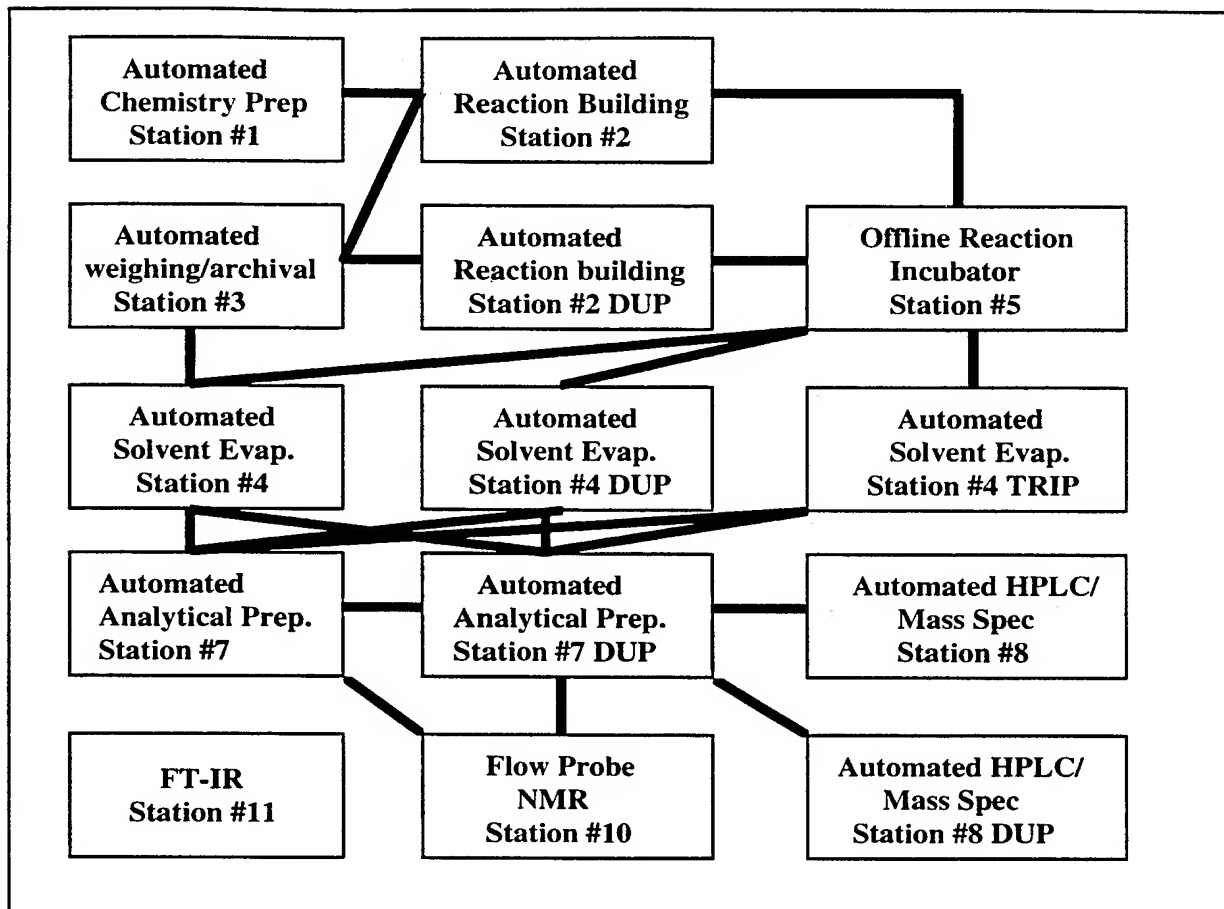 Automated
Chemistry Prep
Station #1
Automated
Reaction Building
Station #2
Automated
weighing/archival
Station #3
Automated
Reaction building
Station #2 DUP
Offline Reaction
Incubator
Station #5
Automated
Solvent Evap.
Station #4
Automated
Solvent Evap.
Station #4 DUP
Automated
Solvent Evap.
Station #4 TRIP
Automated
Analytical Prep.
Station #7
Automated
Analytical Prep.
Station #7 DUP
Automated HPLC/
Mass Spec
Station #8
FT-IR
Station #11
Flow Probe
NMR
Station #10
Automated HPLC/
Mass Spec
Station #8 DUP